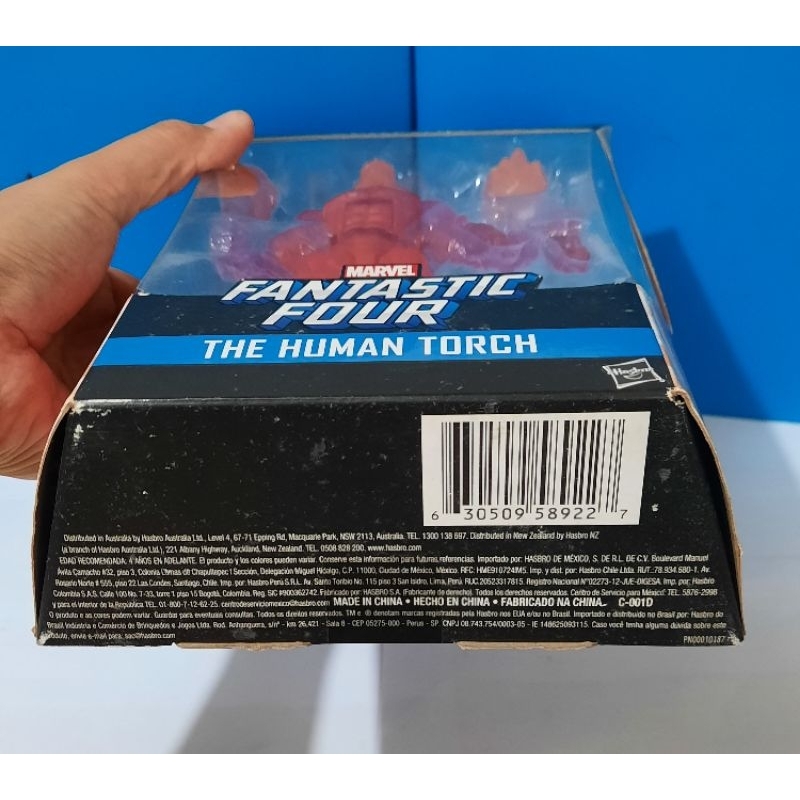 MARVEL
FANTASTIC
FOUR
THE HUMAN TORCH
Hasbro
6 30509 58922 7
Distributed in Australia by Hasbro Australia Ltd., Level 4, 67-71 Epping Rd, Macquarie Park, NSW 2113, Australia. TEL. 1300 138 697. Distributed in New Zealand by Hasbro NZ
(a branch of Hasbro Australia Ltd.), 221 Albany Highway, Auckland, New Zealand. TEL. 0508 828 200. www.hasbro.com
EDAD RECOMENDADA: 4 AÑOS EN ADELANTE. El producto y los colores pueden variar. Conserve esta información para futuras referencias. Importado por: HASBRO DE MÉXICO, S. DE R.L. DE C.V. Boulevard Manuel
Ávila Camacho #32, piso 3, Colonia Lomas de Chapultepec I Sección, Delegación Miguel Hidalgo, C.P. 11000, Ciudad de México, México. RFC: HME910724IM5. Imp. y dist. por: Hasbro Chile Ltda. RUT.:78.934.680-1. Av.
Rosario Norte # 555, piso 22 Las Condes, Santiago, Chile. Imp. por: Hasbro Perú S.R.L. Av. Santo Toribio No. 115 piso 3 San Isidro, Lima, Perú. RUC 20523317815. Registro Nacional N°02273-12-JUE-DIGESA. Imp. por: Hasbro
Colombia S.A.S. Calle 100 No. 7-33, torre 1 piso 15 Bogotá, Colombia. Reg. SIC #900362742. Fabricado por: HASBRO S.A. (Fabricante de derecho). Todos los derechos reservados. Centro de Servicio para México: TEL. 5876-2998
y para el interior de la República TEL. 01-800-7-12-62-25. centrodeserviciomexico@hasbro.com MADE IN CHINA • HECHO EN CHINA • FABRICADO NA CHINA. C-001D
O produto e as cores podem variar. Guardar estas informações para eventuais consultas. TM e ® denotam marcas registradas nos EUA. Todos os direitos reservados pela Hasbro nos EUA e/ou no Brasil. Importado e distribuído no Brasil por: Hasbro do
Brasil Indústria e Comércio de Brinquedos e Jogos Ltda. Rod. Anhanguera, s/nº - km 26,421 - Sala 8 - CEP 05275-000 - Perus - SP. CNPJ 08.743.754/0003-05 - IE 148625093115. Caso você tenha alguma dúvida sobre este
produto, envie e-mail para: sac@hasbro.com
PN00010387